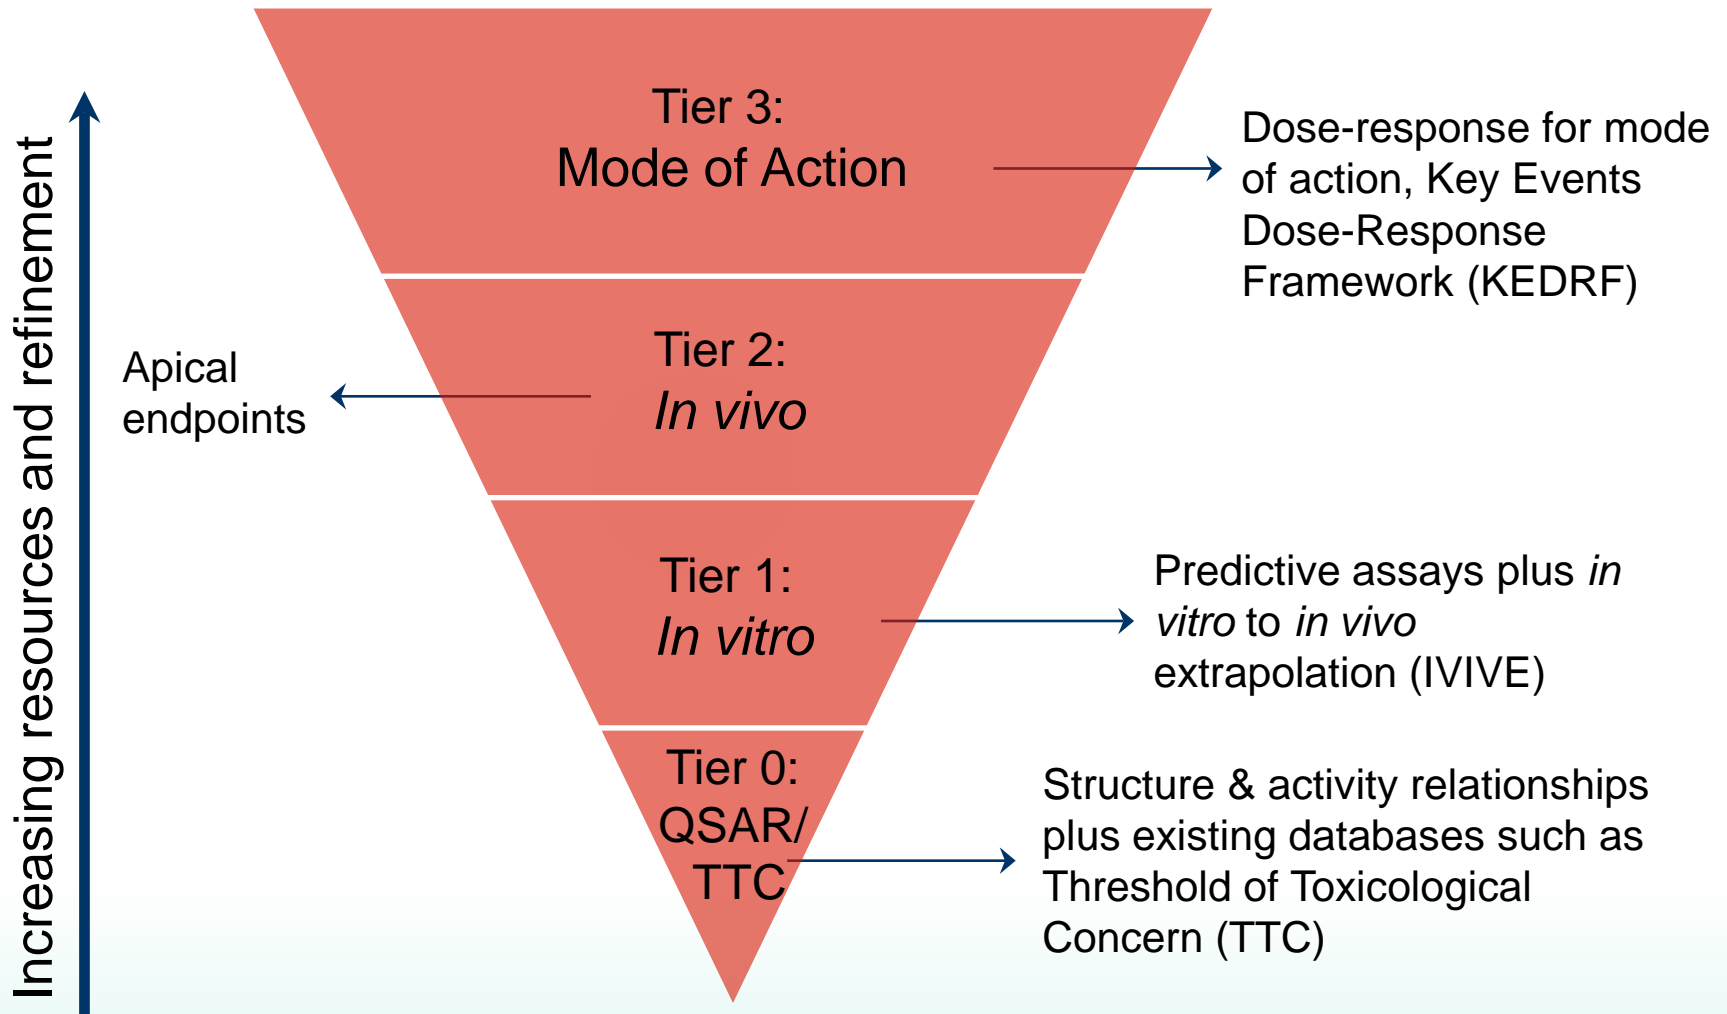 Increasing resources and refinement
Tier 3:
Mode of Action
Dose-response for mode
of action, Key Events
Dose-Response
Framework (KEDRF)
Tier 2:
In vivo
Apical
endpoints
Tier 1:
In vitro
Predictive assays plus in
vitro to in vivo
extrapolation (IVIVE)
Tier 0:
QSAR/
TTC
Structure & activity relationships
plus existing databases such as
Threshold of Toxicological
Concern (TTC)